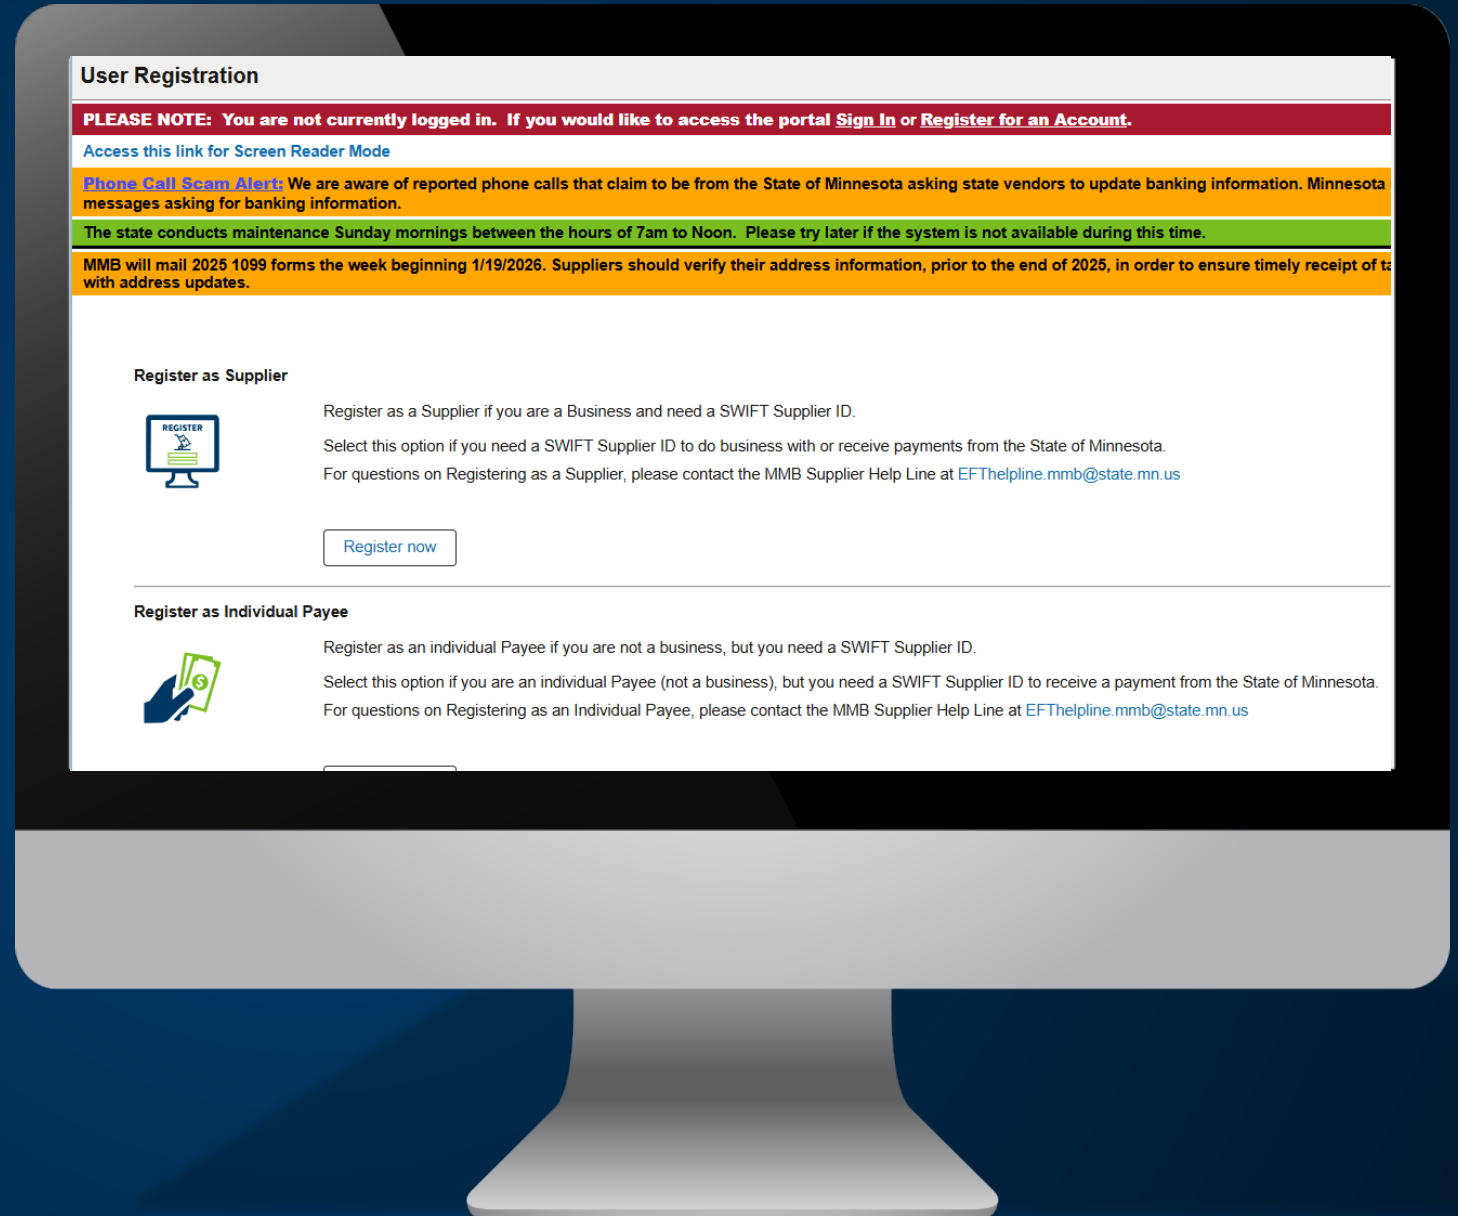 User Registration
PLEASE NOTE:  You are not currently logged in.  If you would like to access the portal Sign In or Register for an Account.
Access this link for Screen Reader Mode
Phone Call Scam Alert: We are aware of reported phone calls that claim to be from the State of Minnesota asking state vendors to update banking information. Minnesota
messages asking for banking information.
The state conducts maintenance Sunday mornings between the hours of 7am to Noon.  Please try later if the system is not available during this time.
MMB will mail 2025 1099 forms the week beginning 1/19/2026. Suppliers should verify their address information, prior to the end of 2025, in order to ensure timely receipt of
with address updates.
Register as Supplier
REGISTER
Register as a Supplier if you are a Business and need a SWIFT Supplier ID.
Select this option if you need a SWIFT Supplier ID to do business with or receive payments from the State of Minnesota.
For questions on Registering as a Supplier, please contact the MMB Supplier Help Line at EFThelpline.mmb@state.mn.us
Register now
Register as Individual Payee
Register as an individual Payee if you are not a business, but you need a SWIFT Supplier ID.
Select this option if you are an individual Payee (not a business), but you need a SWIFT Supplier ID to receive a payment from the State of Minnesota.
For questions on Registering as an Individual Payee, please contact the MMB Supplier Help Line at EFThelpline.mmb@state.mn.us